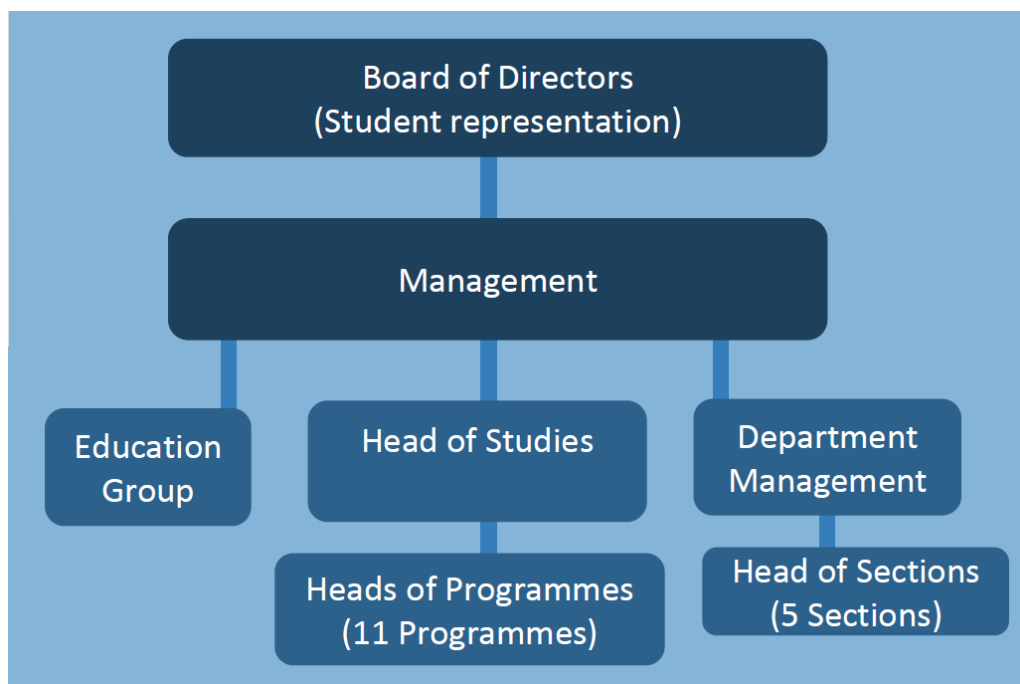 Board of Directors
(Student representation)
Management
Education
Group
Head of Studies
Department
Management
Heads of Programmes
(11 Programmes)
Head of Sections
(5 Sections)